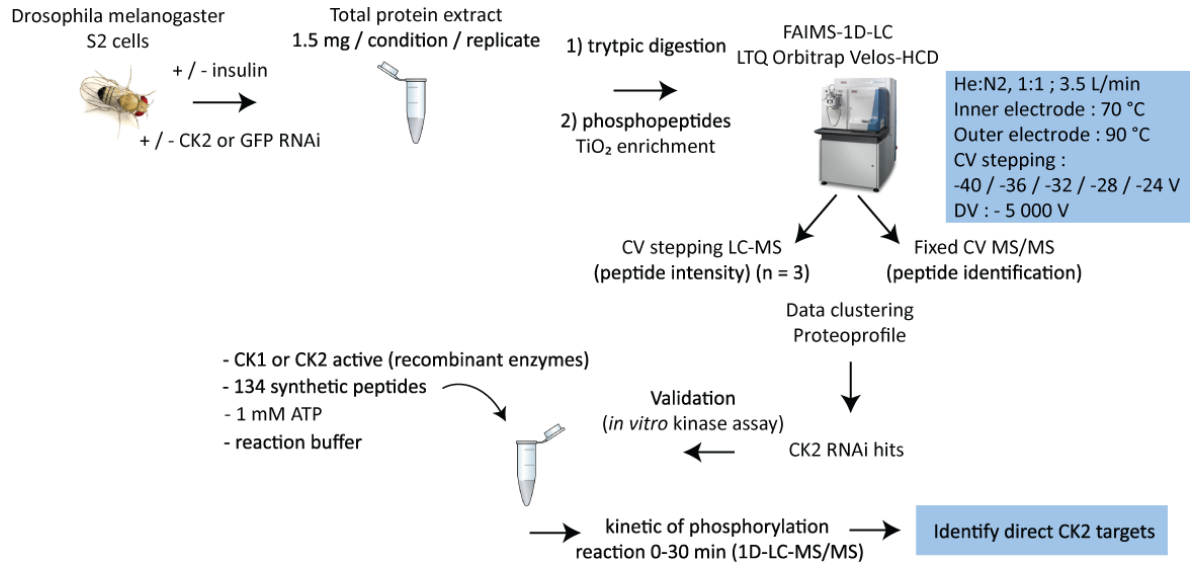 Drosophila melanogaster
S2 cells
+ / - insulin
+ / - CK2 or GFP RNAi
Total protein extract
1.5 mg / condition / replicate
1) trytpic digestion
2) phosphopeptides
TiO₂ enrichment
FAIMS-1D-LC
LTQ Orbitrap Velos-HCD
He:N2, 1:1 ; 3.5 L/min
Inner electrode : 70 °C
Outer electrode : 90 °C
CV stepping :
-40 / -36 / -32 / -28 / -24 V
DV : - 5 000 V
CV stepping LC-MS
(peptide intensity) (n = 3)
Fixed CV MS/MS
(peptide identification)
Data clustering
Proteoprofile
CK2 RNAi hits
Validation
(in vitro kinase assay)
- CK1 or CK2 active (recombinant enzymes)
- 134 synthetic peptides
- 1 mM ATP
- reaction buffer
kinetic of phosphorylation
reaction 0-30 min (1D-LC-MS/MS)
Identify direct CK2 targets